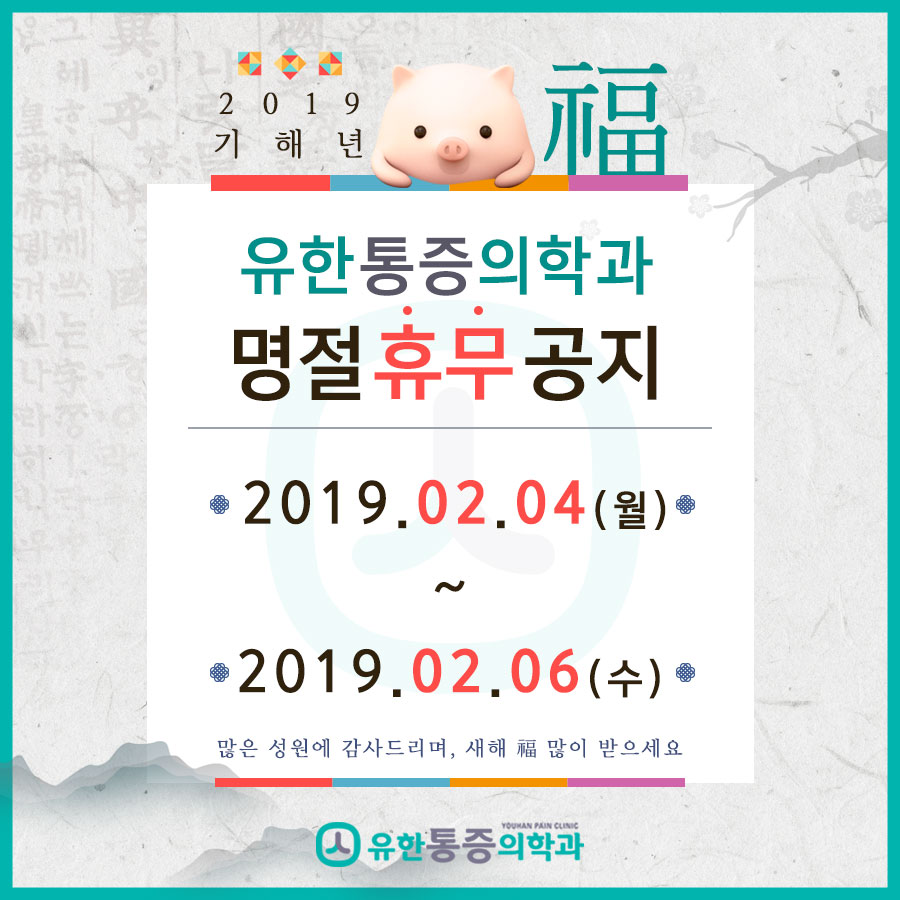 2019
기해년
福
유한통증의학과
명절 휴무 공지
2019.02.04(월)
~
2019.02.06(수)
많은 성원에 감사드리며, 새해 福 많이 받으세요
YOUHAN PAIN CLINIC
유한통증의학과